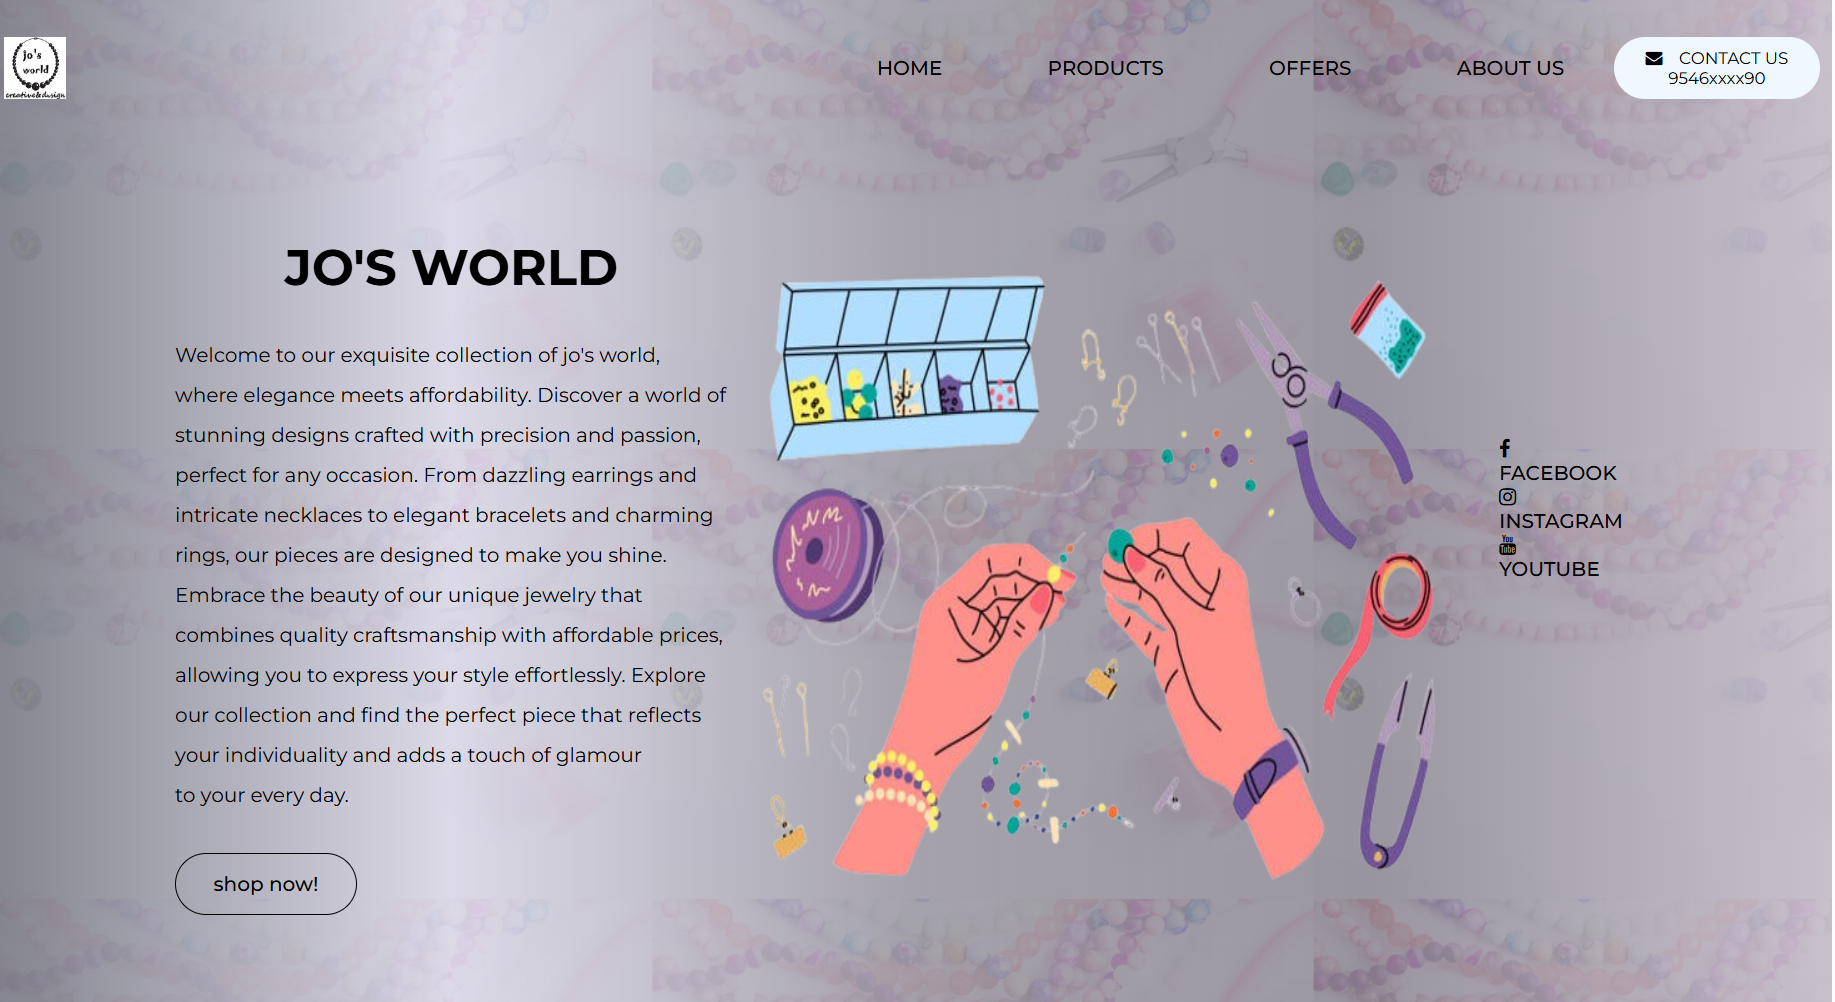 jo's
world
creative&design
HOME PRODUCTS OFFERS ABOUT US
CONTACT US
9546xxxx90
JO'S WORLD
Welcome to our exquisite collection of jo's world,
where elegance meets affordability. Discover a world of
stunning designs crafted with precision and passion,
perfect for any occasion. From dazzling earrings and
intricate necklaces to elegant bracelets and charming
rings, our pieces are designed to make you shine.
Embrace the beauty of our unique jewelry that
combines quality craftsmanship with affordable prices,
allowing you to express your style effortlessly. Explore
our collection and find the perfect piece that reflects
your individuality and adds a touch of glamour
to your every day.
shop now!
FACEBOOK
INSTAGRAM
You
Tube
YOUTUBE